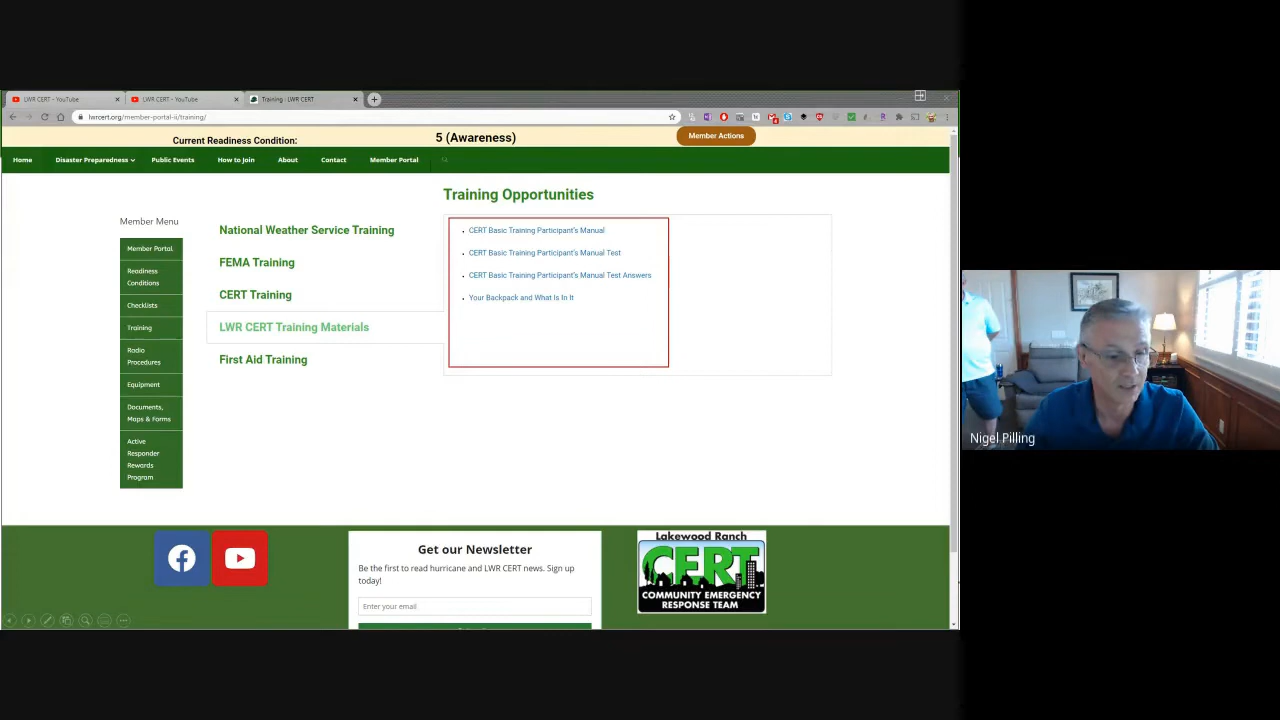 LWR CERT - YouTube
LWR CERT - YouTube
Training - LWR CERT
lwrcert.org/member-portal-ii/training/
Current Readiness Condition:
5 (Awareness)
Member Actions
Home
Disaster Preparedness
Public Events
How to Join
About
Contact
Member Portal
Training Opportunities
Member Menu
Member Portal
Readiness
Conditions
Checklists
Training
Radio
Procedures
Equipment
Documents,
Maps & Forms
Active
Responder
Rewards
Program
National Weather Service Training
FEMA Training
CERT Training
LWR CERT Training Materials
First Aid Training
CERT Basic Training Participant's Manual
CERT Basic Training Participant's Manual Test
CERT Basic Training Participant's Manual Test Answers
Your Backpack and What Is In It
Nigel Pilling
Get our Newsletter
Be the first to read hurricane and LWR CERT news. Sign up
today!
Enter your email
Lakewood Ranch
CERT
COMMUNITY EMERGENCY
RESPONSE TEAM